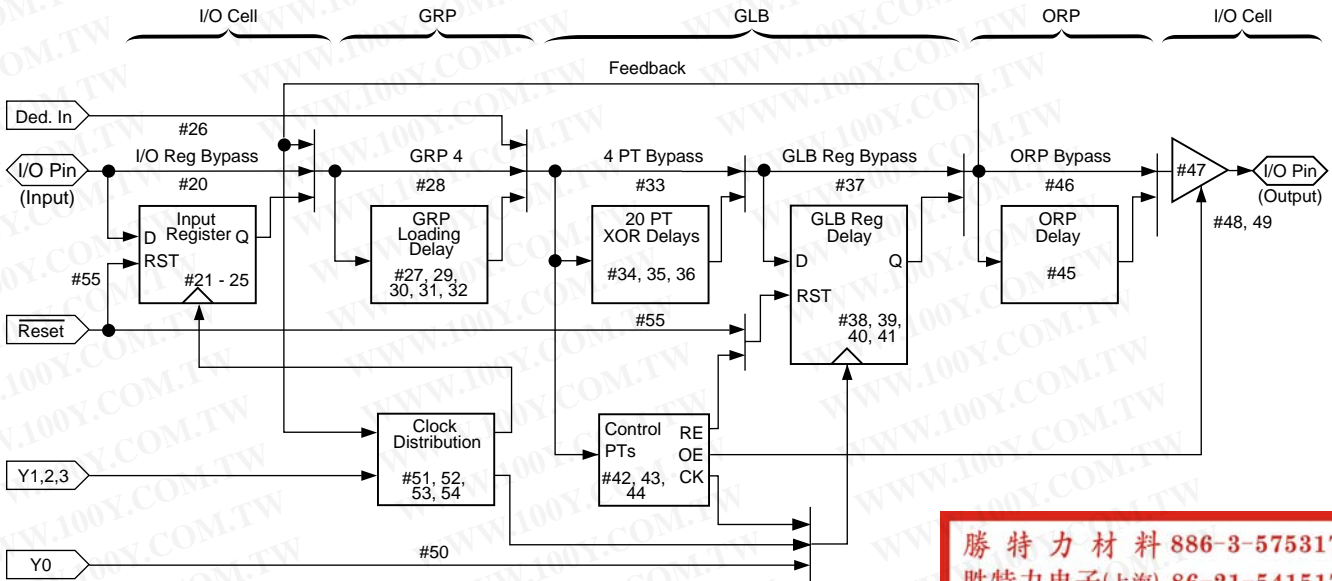 I/O Cell
GRP
GLB
ORP
I/O Cell
Feedback
Ded. In
#26
I/O Pin
(Input)
I/O Reg Bypass
#20
GRP 4
#28
4 PT Bypass
#33
GLB Reg Bypass
#37
ORP Bypass
#46
#47
I/O Pin
(Output)
#48, 49
Input
Register
D
Q
RST
#21 - 25
#55
GRP
Loading
Delay
#27, 29,
30, 31, 32
20 PT
XOR Delays
#34, 35, 36
GLB Reg
Delay
D
Q
RST
#38, 39,
40, 41
ORP
Delay
#45
Reset
#55
Clock
Distribution
#51, 52,
53, 54
Control
PTs
RE
OE
CK
#42, 43,
44
Y1,2,3
Y0
#50
勝 特 力 材 料 886-3-57531
WWW.100Y.COM.TW